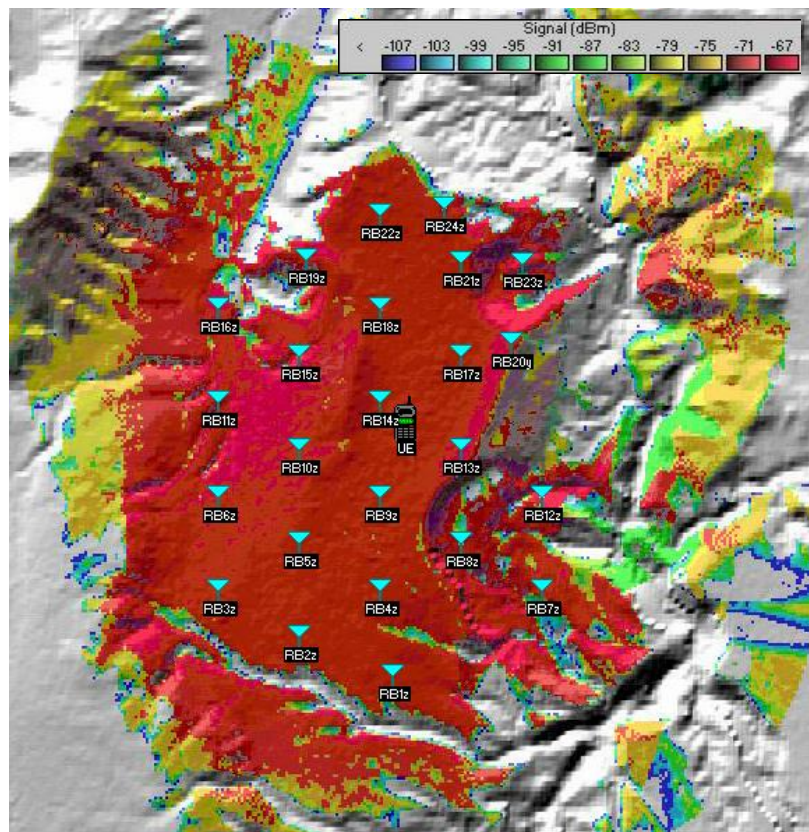 Signal (dBm)
< -107 -103 -99 -95 -91 -87 -83 -79 -75 -71 -67
RB24z
RB22z
RB21z RB23z
RB19z
RB16z RB18z
RB20y
RB15z RB17z
RB11z RB14z
UE
RB10z RB13z
RB6z RB9z RB12z
RB5z RB8z
RB3z RB4z RB7z
RB2z
RB1z